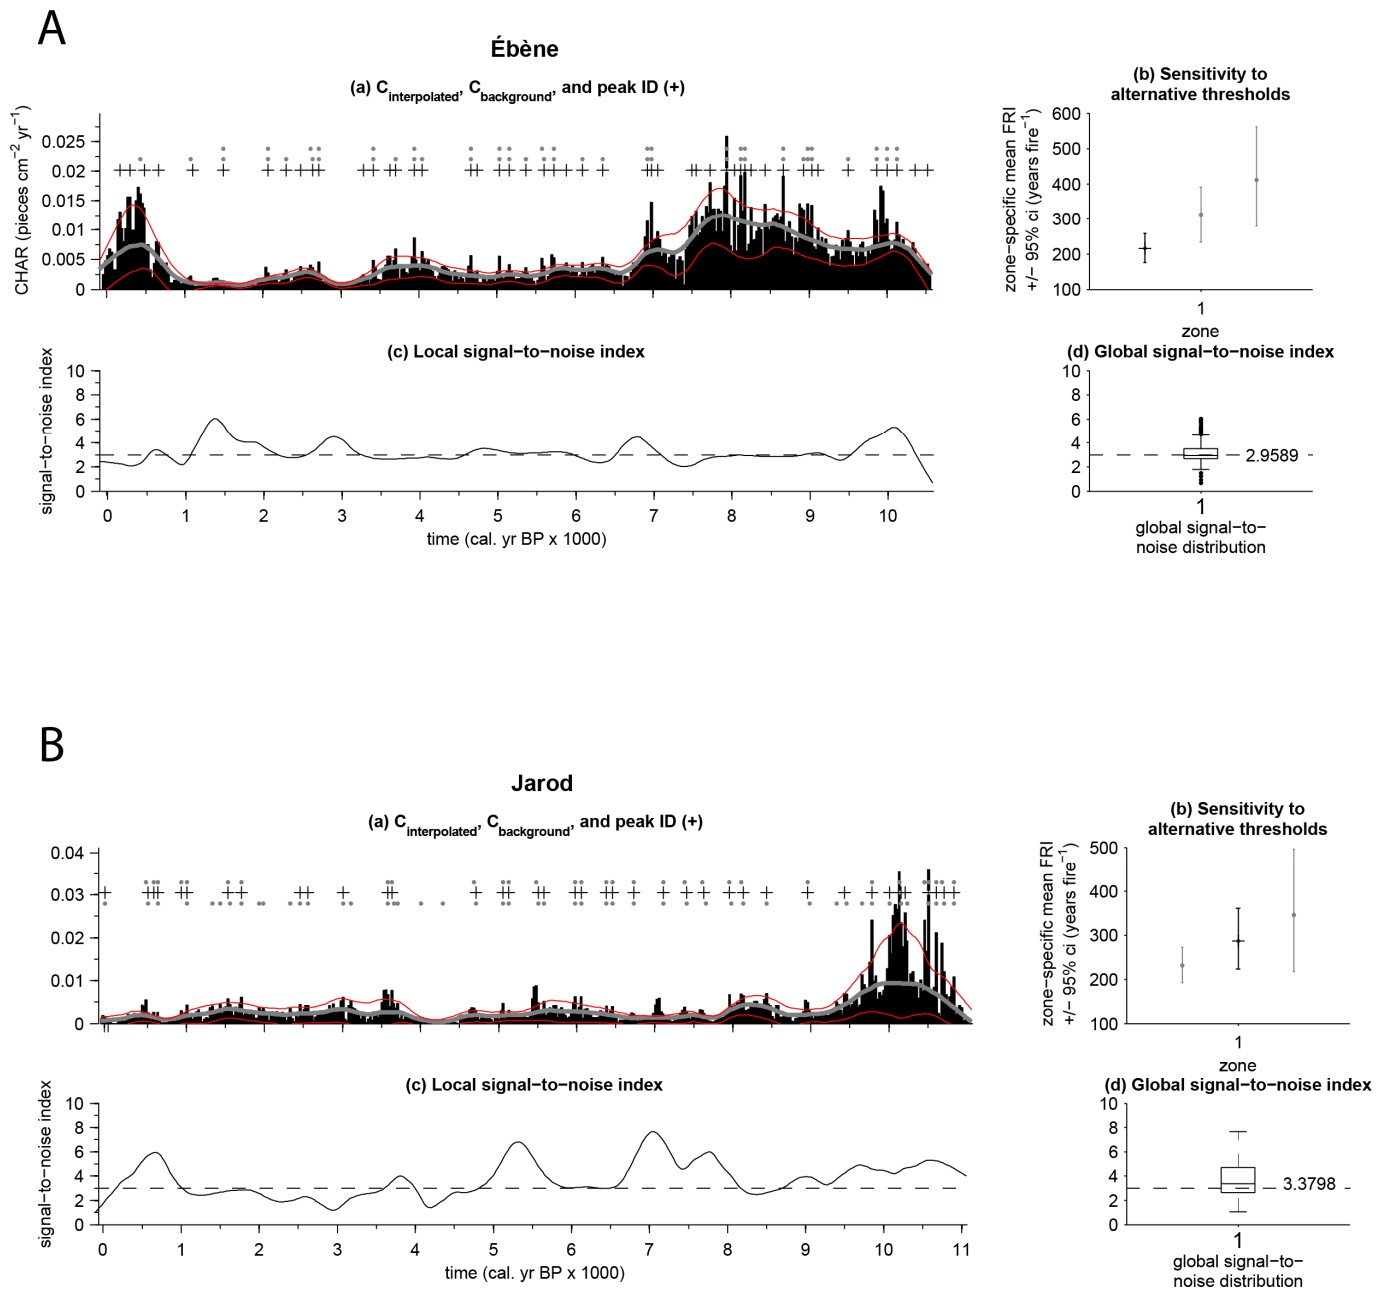 A
Ébène
(a) Cinterpolated, Cbackground, and peak ID (+)
CHAR (pieces cm−2 yr−1)
0.025
0.02
0.015
0.01
0.005
0
(b) Sensitivity to
alternative thresholds
zone−specific mean FRI
+/− 95% ci (years fire−1)
600
500
400
300
200
100
1
zone
(c) Local signal−to−noise index
signal−to−noise index
10
8
6
4
2
0
0 1 2 3 4 5 6 7 8 9 10
time (cal. yr BP x 1000)
(d) Global signal−to−noise index
10
8
6
4
2
0
2.9589
1
global signal−to−
noise distribution
B
Jarod
(a) Cinterpolated, Cbackground, and peak ID (+)
0.04
0.03
0.02
0.01
0
(b) Sensitivity to
alternative thresholds
zone−specific mean FRI
+/− 95% ci (years fire−1)
500
400
300
200
100
1
zone
(c) Local signal−to−noise index
signal−to−noise index
10
8
6
4
2
0
0 1 2 3 4 5 6 7 8 9 10 11
time (cal. yr BP x 1000)
(d) Global signal−to−noise index
10
8
6
4
2
0
3.3798
1
global signal−to−
noise distribution